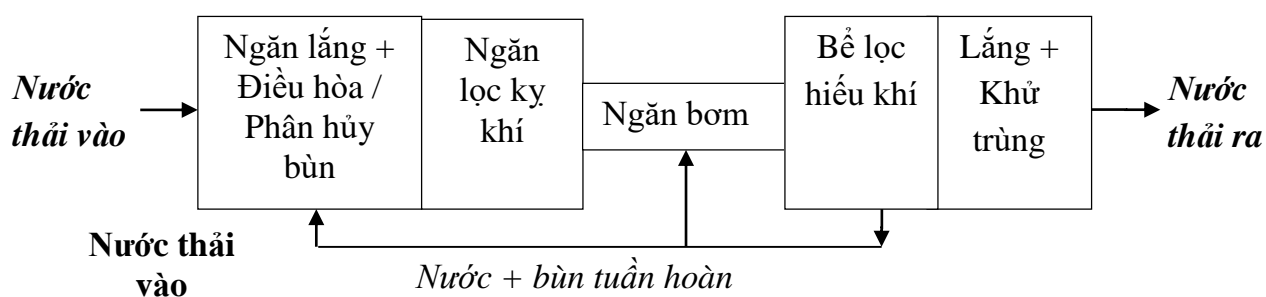 Nước
thải vào
Ngăn lắng +
Điều hòa /
Phân hủy
bùn
Ngăn
lọc kỵ
khí
Ngăn bơm
Bể lọc
hiếu khí
Lắng +
Khử
trùng
Nước
thải ra
Nước thải
vào
Nước + bùn tuần hoàn